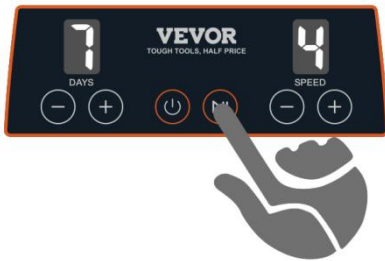 7
VEVOR
4
TOUGH TOOLS, HALF PRICE
DAYS
SPEED